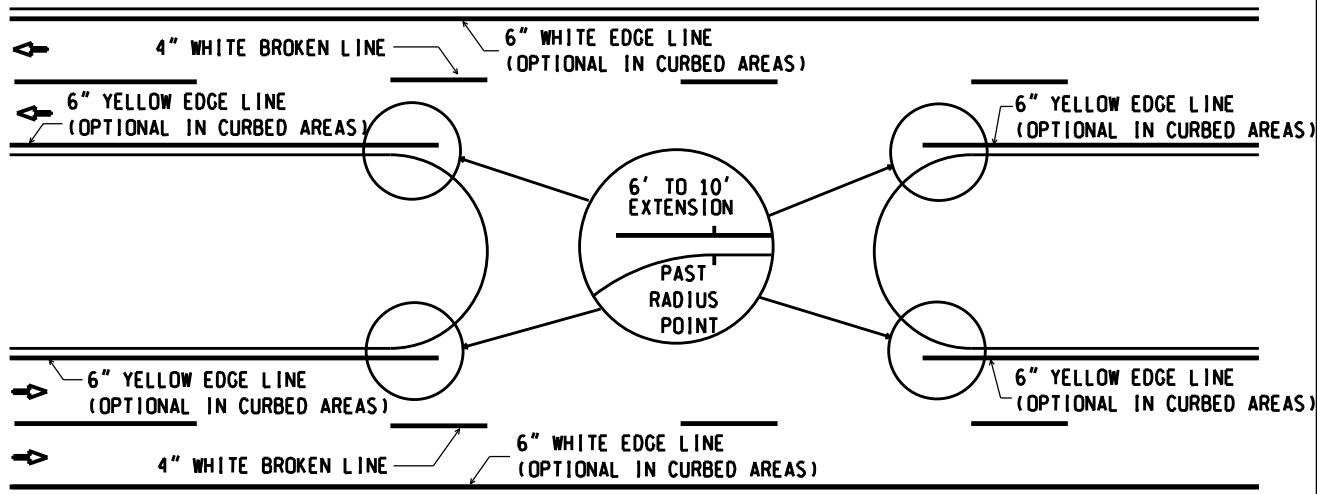 6" WHITE EDGE LINE
(OPTIONAL IN CURBED AREAS)
4" WHITE BROKEN LINE
6" YELLOW EDGE LINE
(OPTIONAL IN CURBED AREAS)
6" YELLOW EDGE LINE
(OPTIONAL IN CURBED AREAS)
6' TO 10'
EXTENSION
PAST
RADIUS
POINT
6" YELLOW EDGE LINE
(OPTIONAL IN CURBED AREAS)
6" YELLOW EDGE LINE
(OPTIONAL IN CURBED AREAS)
4" WHITE BROKEN LINE
6" WHITE EDGE LINE
(OPTIONAL IN CURBED AREAS)